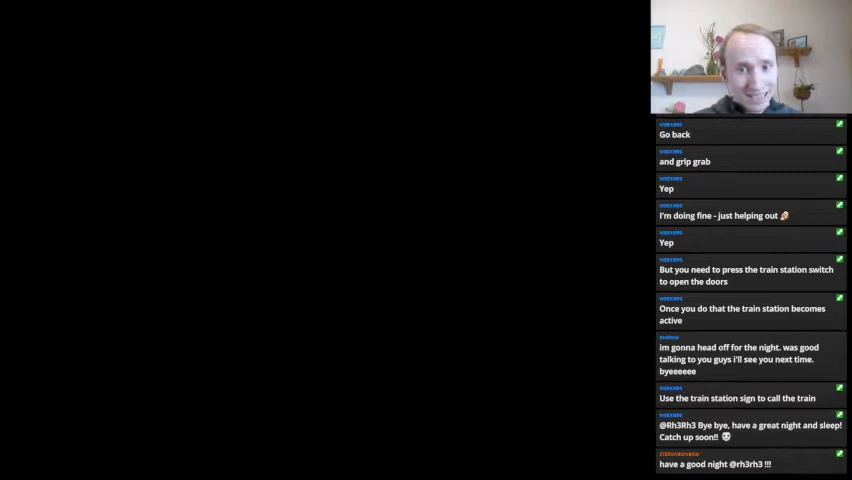 Go back
and grip grab
Yep
I'm doing fine - just helping out
Yep
But you need to press the train station switch
to open the doors
Once you do that the train station becomes
active
im gonna head off for the night. was good
talking to you guys i'll see you next time.
byeeeeee
Use the train station sign to call the train
@Rh3Rh3 Bye bye, have a great night and sleep!
Catch up soon!!
have a good night @rh3rh3 !!!